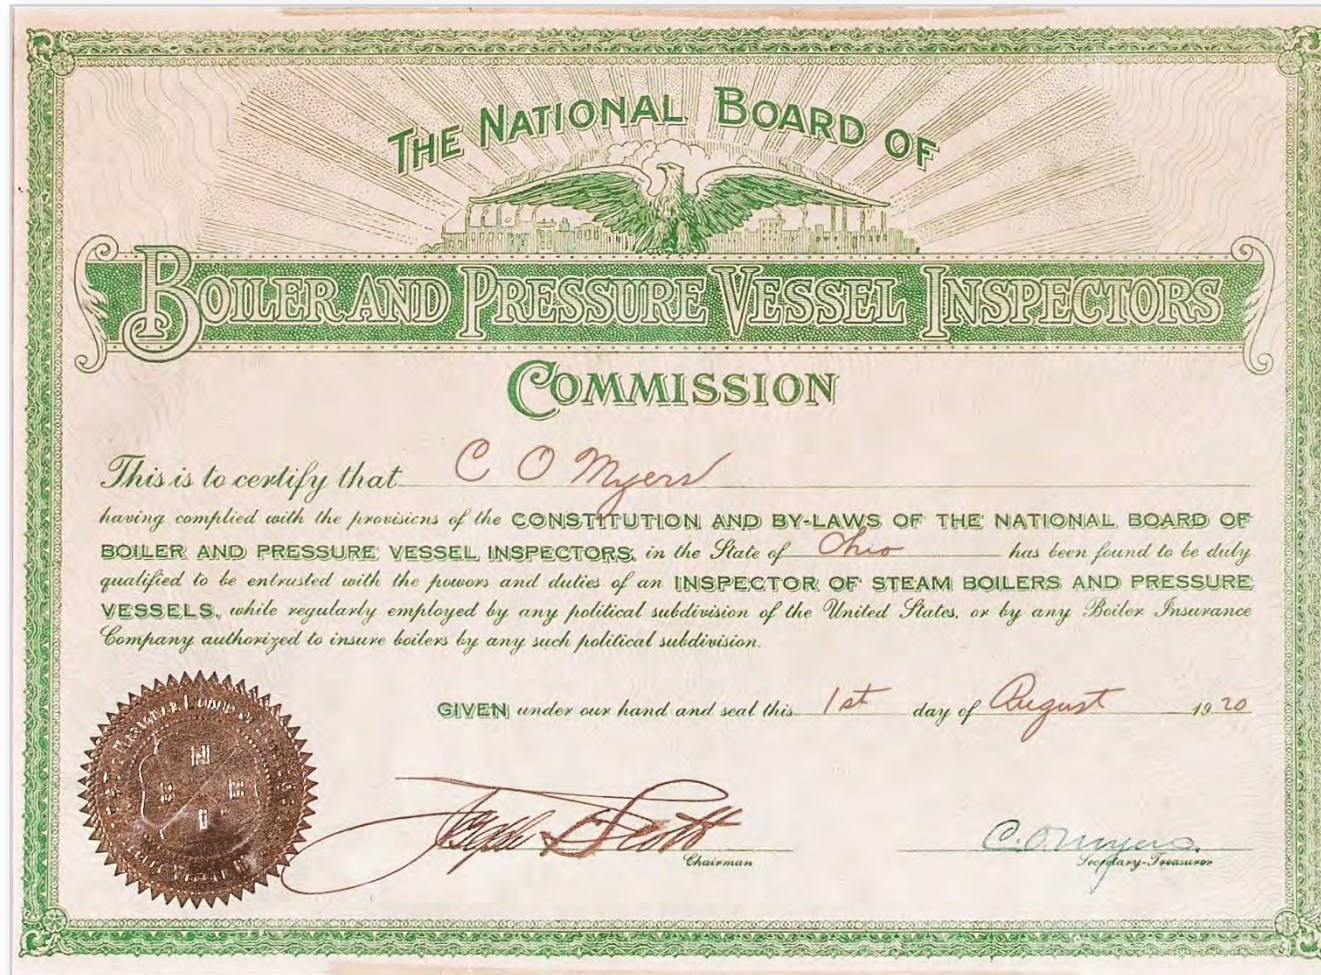 THE NATIONAL BOARD OF
BOILER AND PRESSURE VESSEL INSPECTORS
COMMISSION
This is to certify that C O Myers
having complied with the provisions of the CONSTITUTION AND BY-LAWS OF THE NATIONAL BOARD OF
BOILER AND PRESSURE VESSEL INSPECTORS, in the State of Ohio has been found to be duly
qualified to be entrusted with the powers and duties of an INSPECTOR OF STEAM BOILERS AND PRESSURE
VESSELS, while regularly employed by any political subdivision of the United States, or by any Boiler Insurance
Company authorized to insure boilers by any such political subdivision.
GIVEN under our hand and seal this 1st day of August 1920
Joseph F. Scott
Chairman
C.O. Myers.
Secretary-Treasurer